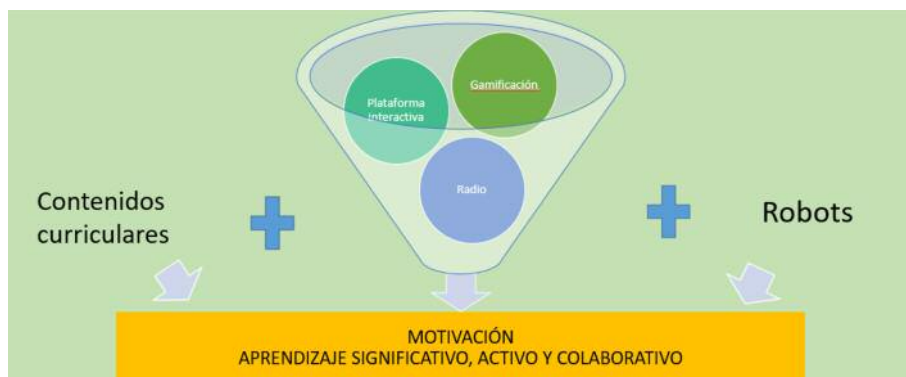 Gamificación
Plataforma
interactiva
Radio
Contenidos
curriculares
Robots
MOTIVACIÓN
APRENDIZAJE SIGNIFICATIVO, ACTIVO Y COLABORATIVO